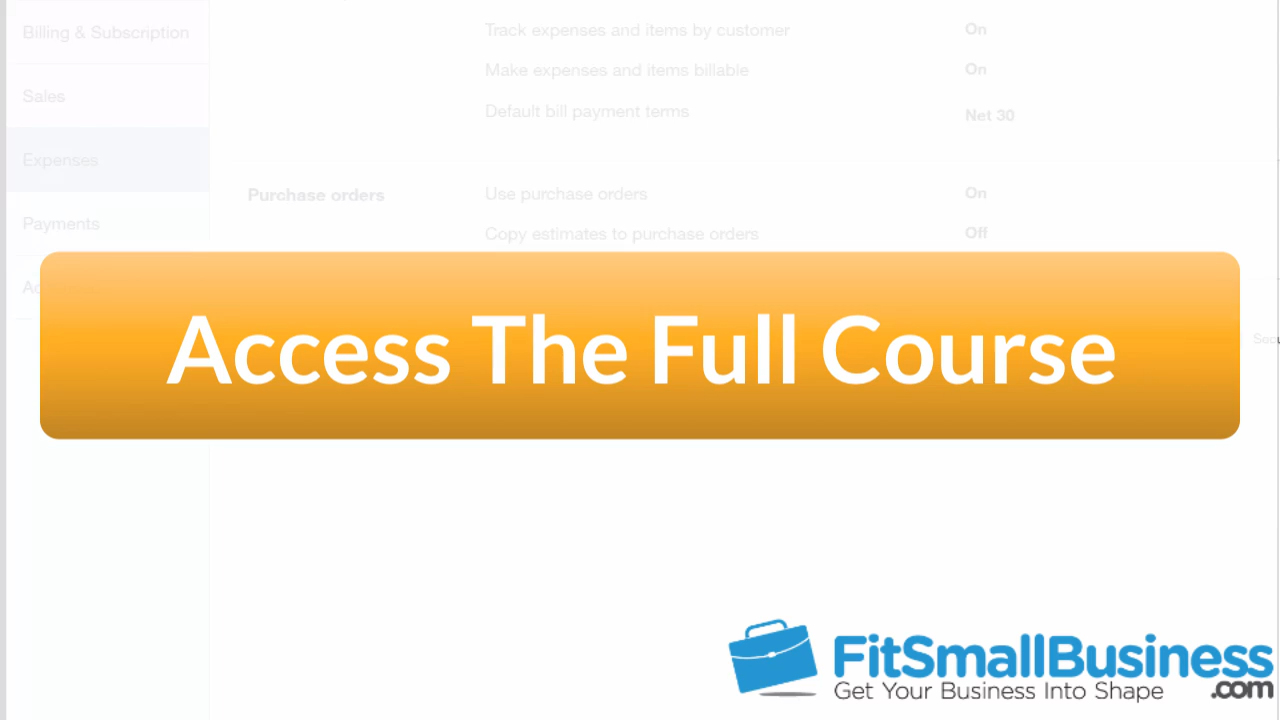 Billing & Subscription
Track expenses and items by customer On
Make expenses and items billable On
Sales
Default bill payment terms Net 30
Expenses
Purchase orders Use purchase orders On
Payments
Copy estimates to purchase orders Off
Access The Full Course
FitSmallBusiness
.com
Get Your Business Into Shape